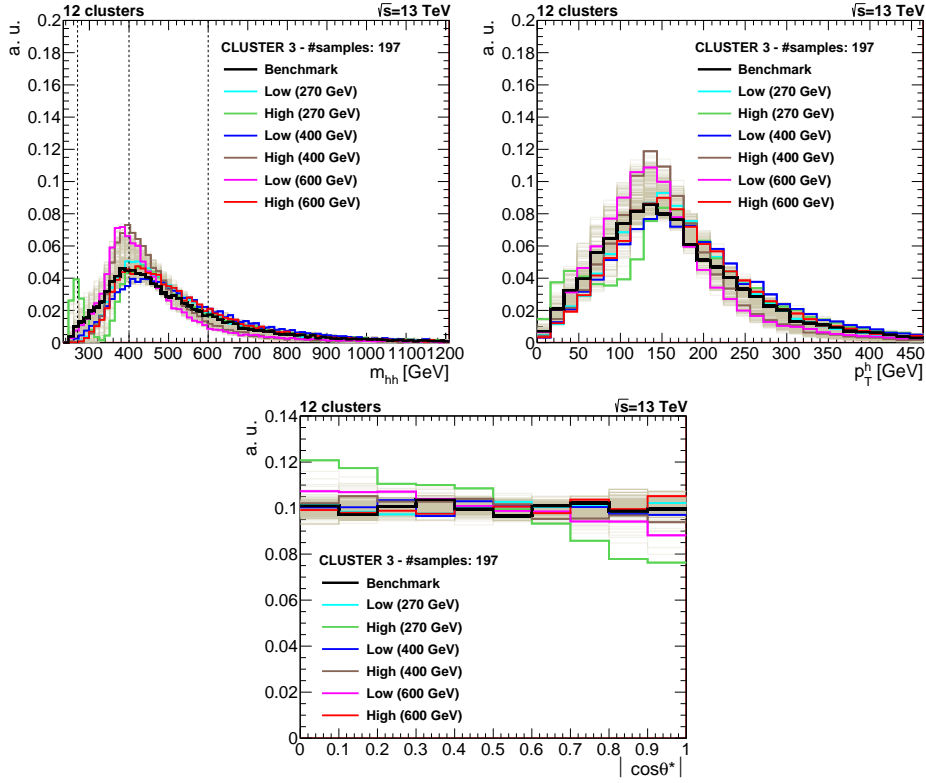 12 clusters √s=13 TeV
a. u.
0.2
0.18
0.16
0.14
0.12
0.1
0.08
0.06
0.04
0.02
0
CLUSTER 3 - #samples: 197
Benchmark
Low (270 GeV)
High (270 GeV)
Low (400 GeV)
High (400 GeV)
Low (600 GeV)
High (600 GeV)
300 400 500 600 700 800 900 1000 1100 1200
m_hh [GeV]
12 clusters √s=13 TeV
a. u.
0.2
0.18
0.16
0.14
0.12
0.1
0.08
0.06
0.04
0.02
0
CLUSTER 3 - #samples: 197
Benchmark
Low (270 GeV)
High (270 GeV)
Low (400 GeV)
High (400 GeV)
Low (600 GeV)
High (600 GeV)
0 50 100 150 200 250 300 350 400 450
p_T^h [GeV]
12 clusters √s=13 TeV
a. u.
0.14
0.12
0.1
0.08
0.06
0.04
0.02
0
CLUSTER 3 - #samples: 197
Benchmark
Low (270 GeV)
High (270 GeV)
Low (400 GeV)
High (400 GeV)
Low (600 GeV)
High (600 GeV)
0 0.1 0.2 0.3 0.4 0.5 0.6 0.7 0.8 0.9 1
| cosθ* |